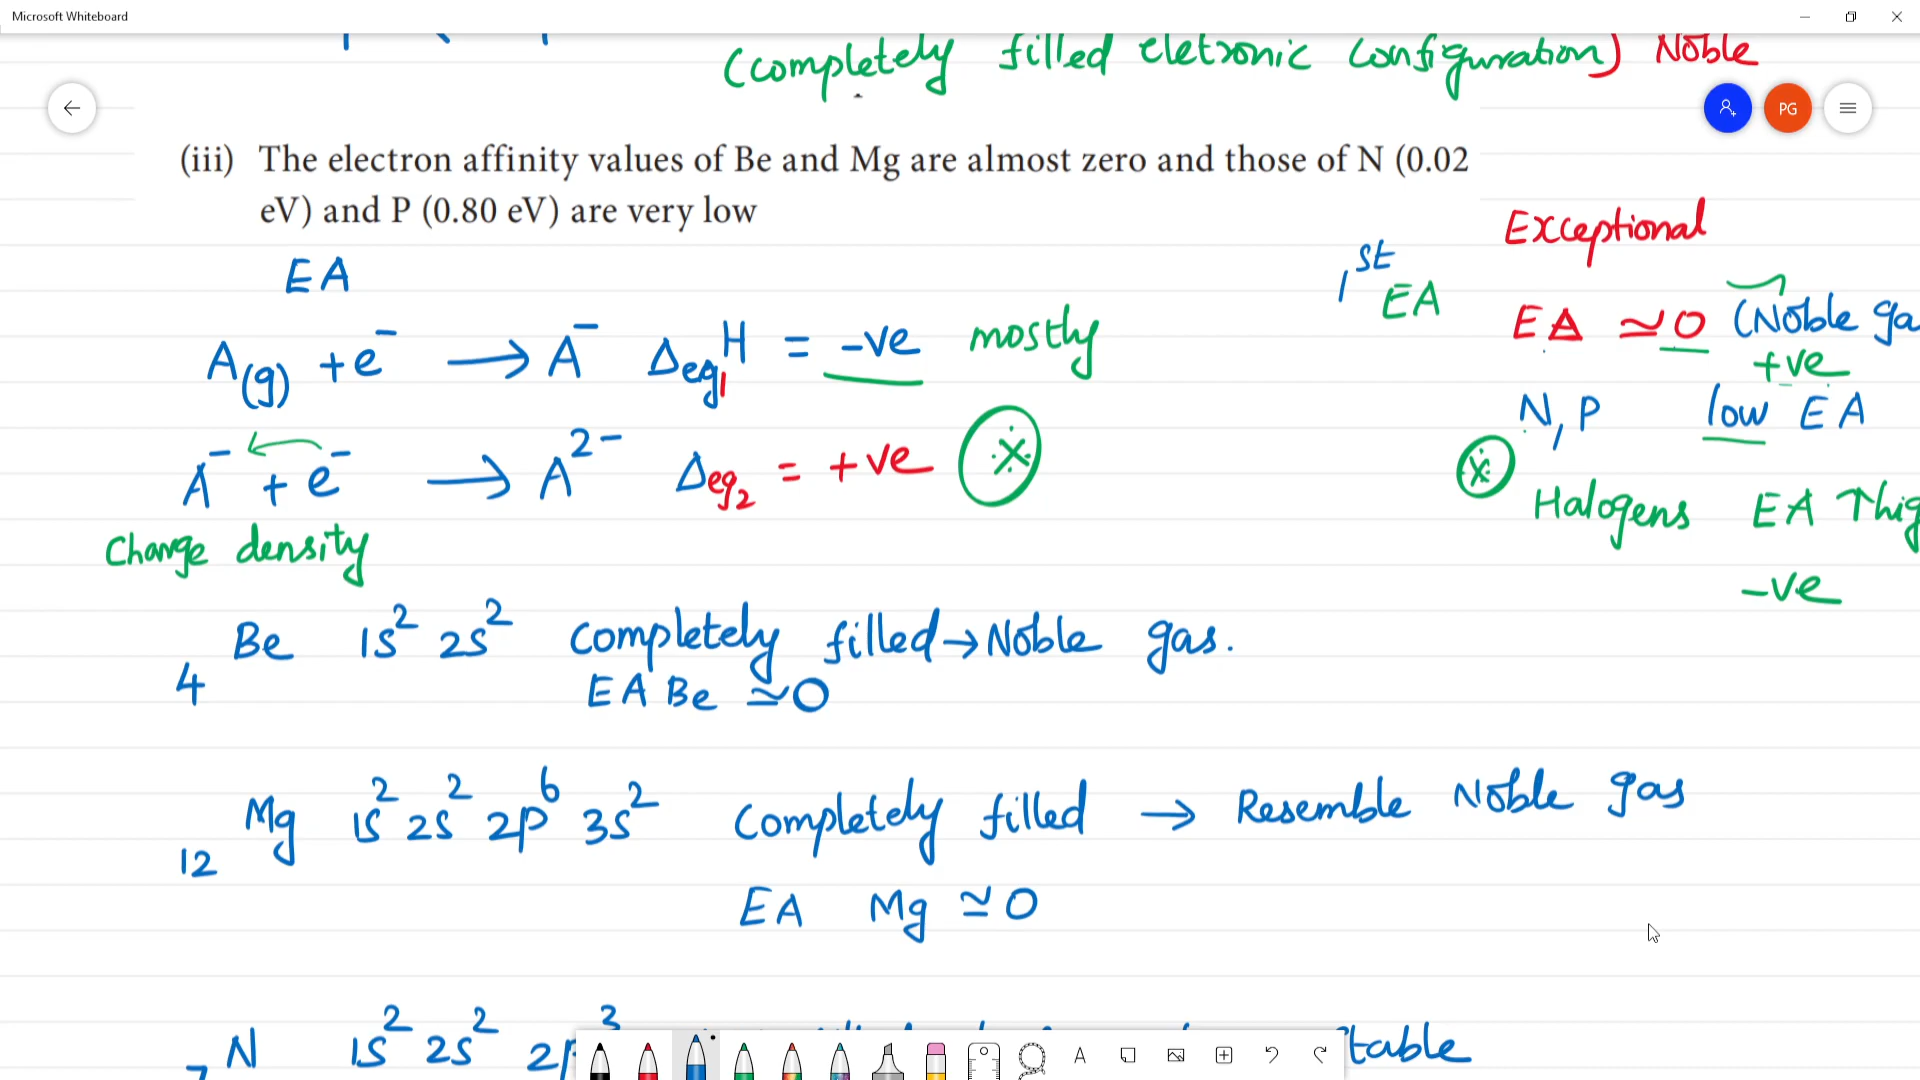 Microsoft Whiteboard
(completely filled eletronic configuration) Noble
PG
(iii) The electron affinity values of Be and Mg are almost zero and those of N (0.02
eV) and P (0.80 eV) are very low
Exceptional
EA
1st EA
EA ≃ 0 (Noble ga
+ve
A(g) + e⁻ → A⁻ ΔegH₁ = -ve mostly
N, P low EA
A⁻ + e⁻ → A²⁻ Δeg₂ = +ve
Halogens EA ↑hig
Charge density
-ve
4Be 1s² 2s² completely filled → Noble gas.
EA Be ≃ 0
12Mg 1s² 2s² 2p⁶ 3s² completely filled → Resemble Noble gas
EA Mg ≃ 0
7N 1s² 2s² 2p³ stable